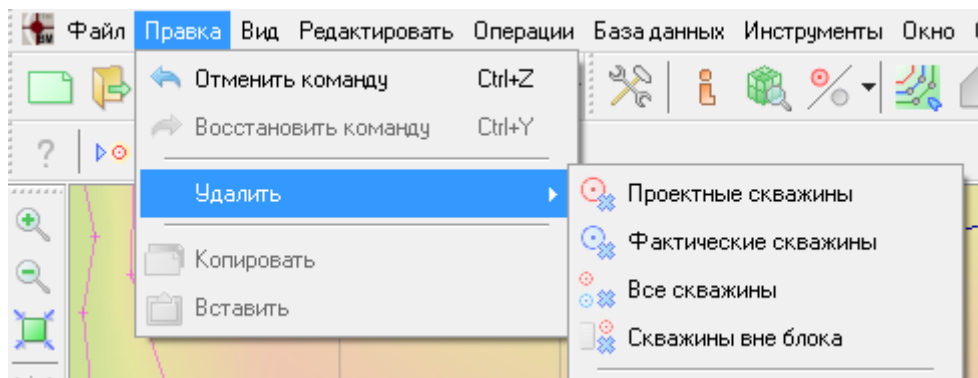 Файл Правка Вид Редактировать Операции База данных Инструменты Окно
Отменить команду Ctrl+Z
Восстановить команду Ctrl+Y
Удалить
Проектные скважины
Фактические скважины
Копировать
Все скважины
Вставить
Скважины вне блока